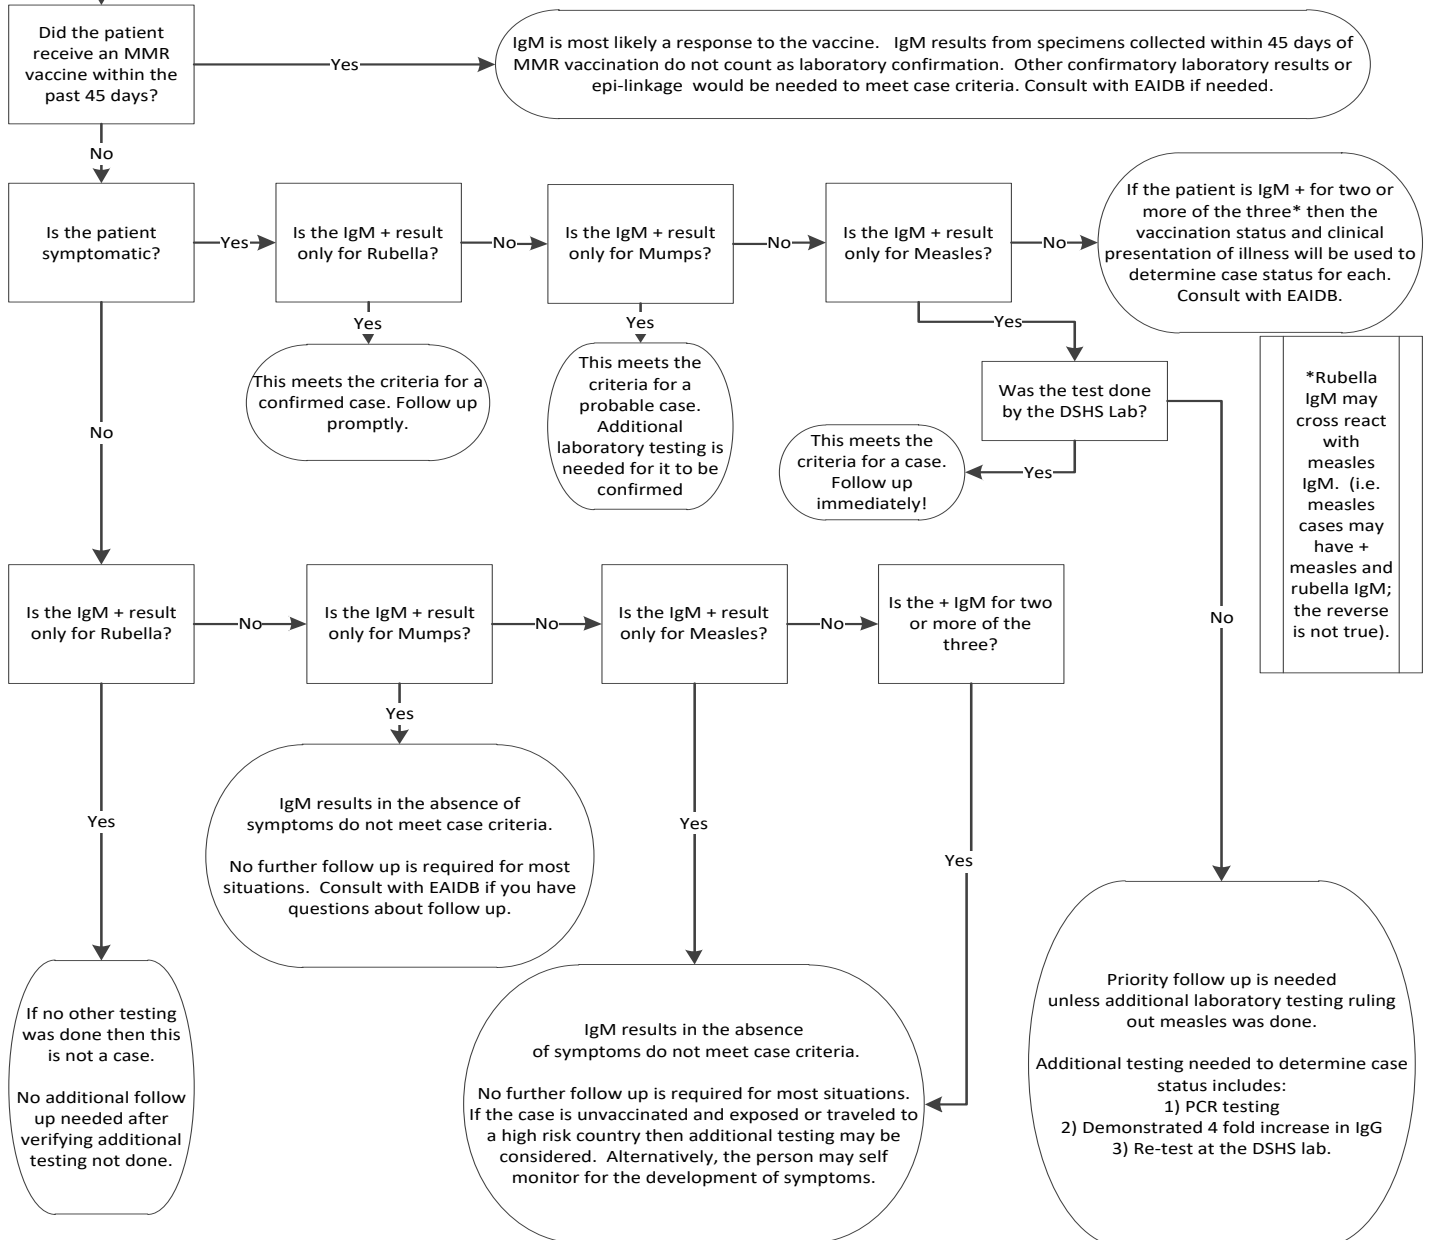 Did the patient
receive an MMR
vaccine within the
past 45 days?
Yes
IgM is most likely a response to the vaccine.   IgM results from specimens collected within 45 days of
MMR vaccination do not count as laboratory confirmation.  Other confirmatory laboratory results or
epi-linkage  would be needed to meet case criteria. Consult with EAIDB if needed.
No
Is the patient
symptomatic?
Yes
Is the IgM + result
only for Rubella?
No
Is the IgM + result
only for Mumps?
No
Is the IgM + result
only for Measles?
No
If the patient is IgM + for two or
more of the three* then the
vaccination status and clinical
presentation of illness will be used to
determine case status for each.
Consult with EAIDB.
Yes
This meets the criteria for a
confirmed case. Follow up
promptly.
Yes
This meets the
criteria for a
probable case.
Additional
laboratory testing is
needed for it to be
confirmed
Yes
Was the test done
by the DSHS Lab?
Yes
This meets the
criteria for a case.
Follow up
immediately!
No
*Rubella
IgM may
cross react
with
measles
IgM.  (i.e.
measles
cases may
have +
measles and
rubella IgM;
the reverse
is not true).
No
Is the IgM + result
only for Rubella?
No
Is the IgM + result
only for Mumps?
No
Is the IgM + result
only for Measles?
No
Is the + IgM for two
or more of the
three?
Yes
IgM results in the absence of
symptoms do not meet case criteria.
No further follow up is required for most
situations.  Consult with EAIDB if you have
questions about follow up.
Yes
If no other testing
was done then this
is not a case.
No additional follow
up needed after
verifying additional
testing not done.
Yes
Yes
IgM results in the absence
of symptoms do not meet case criteria.
No further follow up is required for most situations.
If the case is unvaccinated and exposed or traveled to
a high risk country then additional testing may be
considered.  Alternatively, the person may self
monitor for the development of symptoms.
Priority follow up is needed
unless additional laboratory testing ruling
out measles was done.
Additional testing needed to determine case
status includes:
1) PCR testing
2) Demonstrated 4 fold increase in IgG
3) Re-test at the DSHS lab.